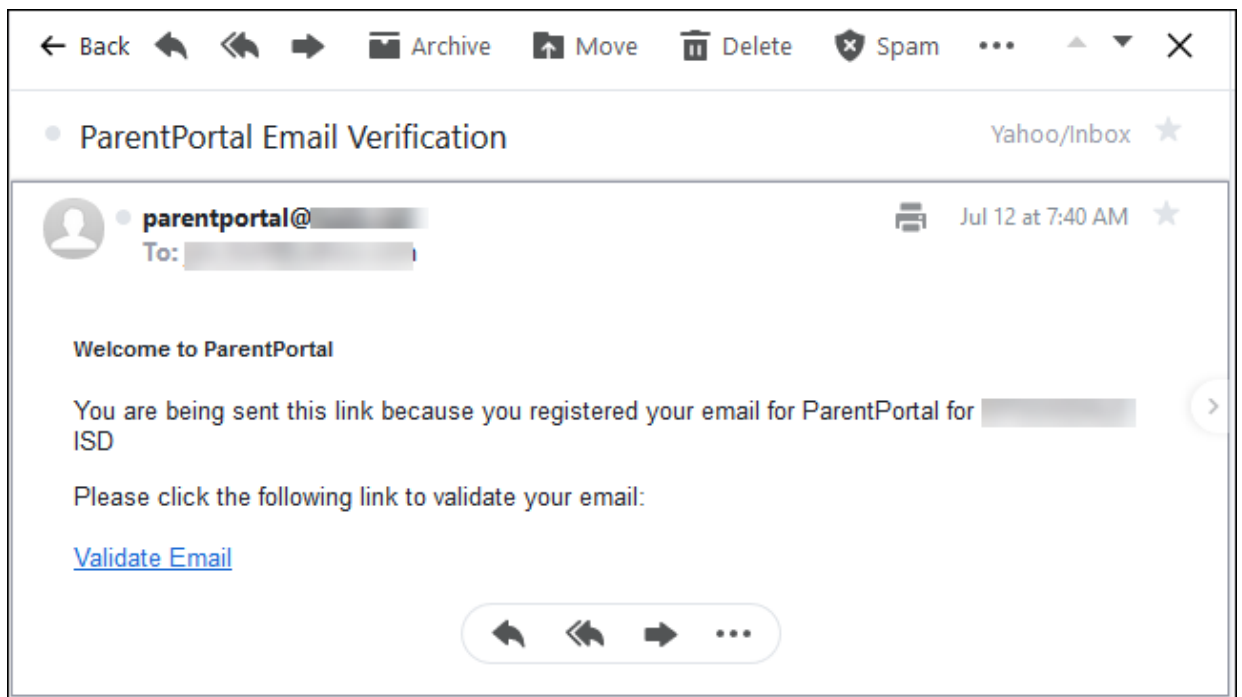 Back Archive Move Delete Spam
ParentPortal Email Verification Yahoo/Inbox
parentportal@ Jul 12 at 7:40 AM
To:
Welcome to ParentPortal
You are being sent this link because you registered your email for ParentPortal for
ISD
Please click the following link to validate your email:
Validate Email